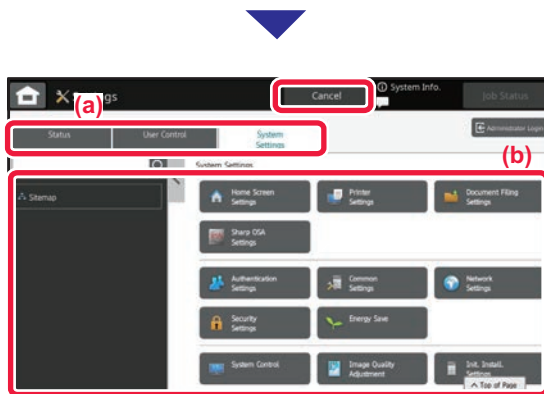 Settings
(a)
Cancel
System Info.
Job Status
Status
User Control
System
Settings
Administrator Login
(b)
System Settings
Sitemap
Home Screen
Settings
Printer
Settings
Document Filing
Settings
Sharp OSA
Settings
Authentication
Settings
Common
Settings
Network
Settings
Security
Settings
Energy Save
System Control
Image Quality
Adjustment
Init. Install.
Settings
Top of Page